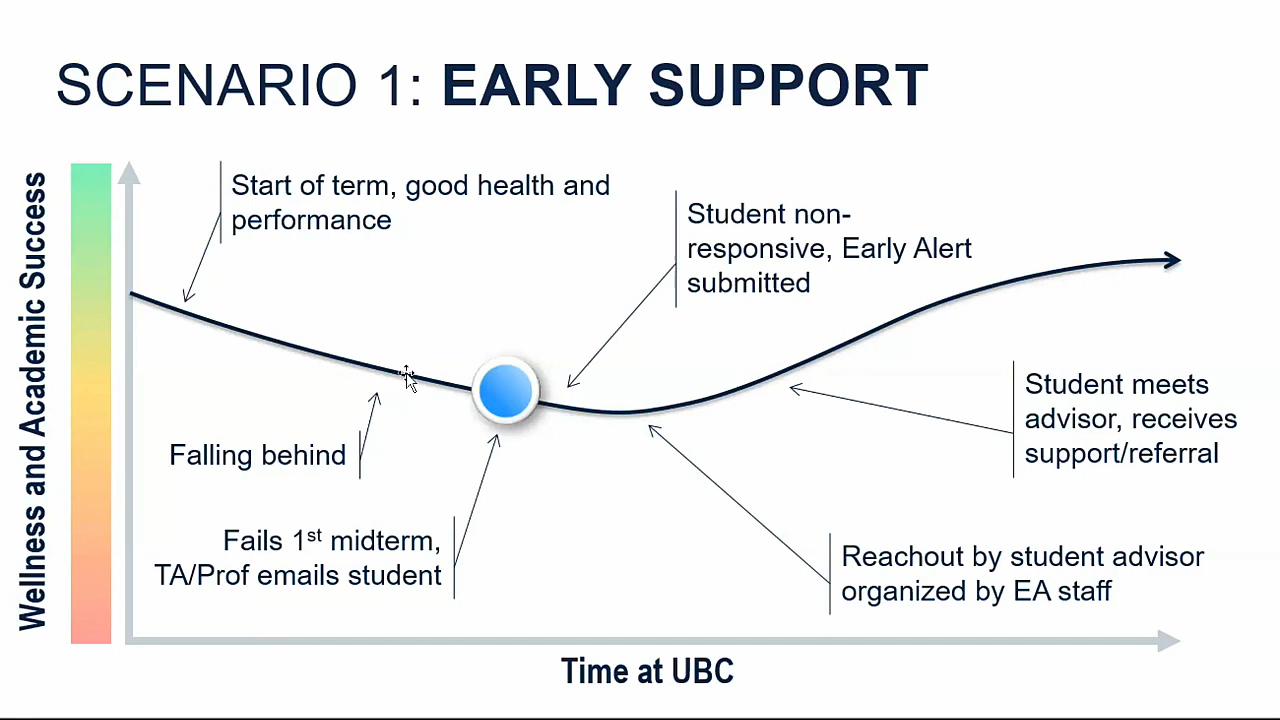 SCENARIO 1: EARLY SUPPORT
Wellness and Academic Success
Start of term, good health and
performance
Student non-
responsive, Early Alert
submitted
Falling behind
Student meets
advisor, receives
support/referral
Fails 1st midterm,
TA/Prof emails student
Reachout by student advisor
organized by EA staff
Time at UBC